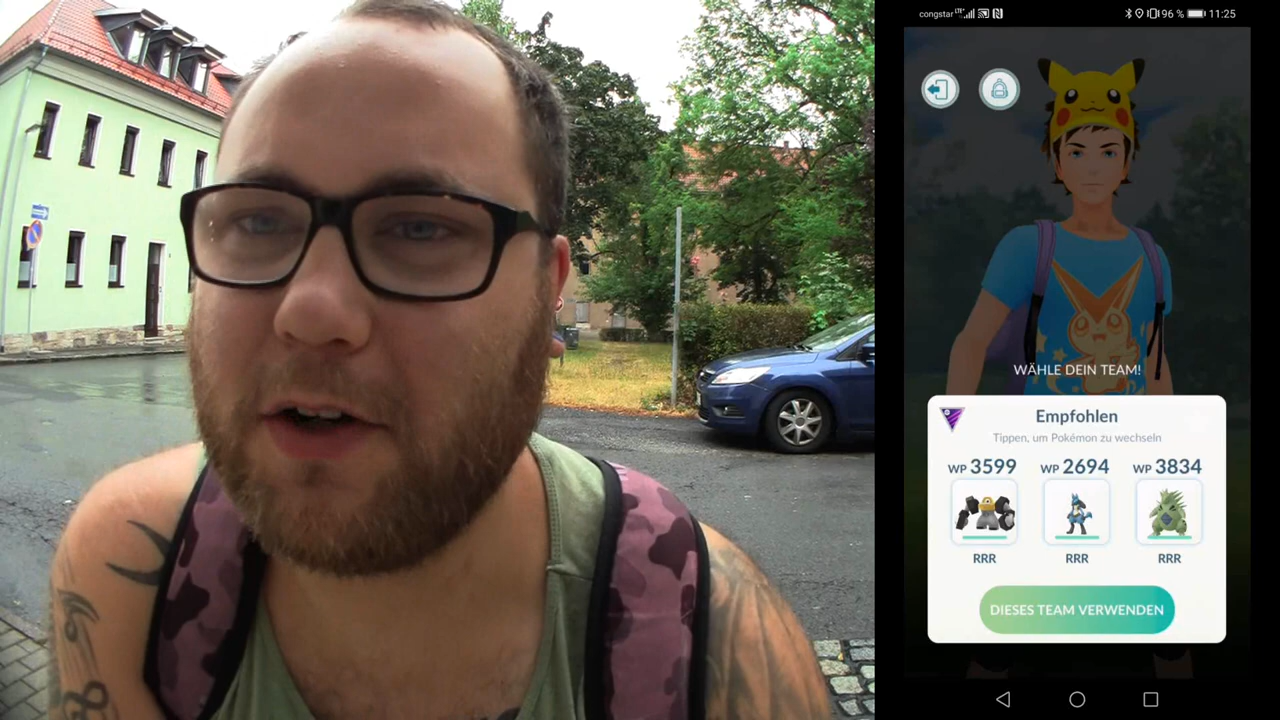 congstar 96 % 11:25
WÄHLE DEIN TEAM!
Empfohlen
Tippen, um Pokémon zu wechseln
WP 3599 WP 2694 WP 3834
RRR RRR RRR
DIESES TEAM VERWENDEN